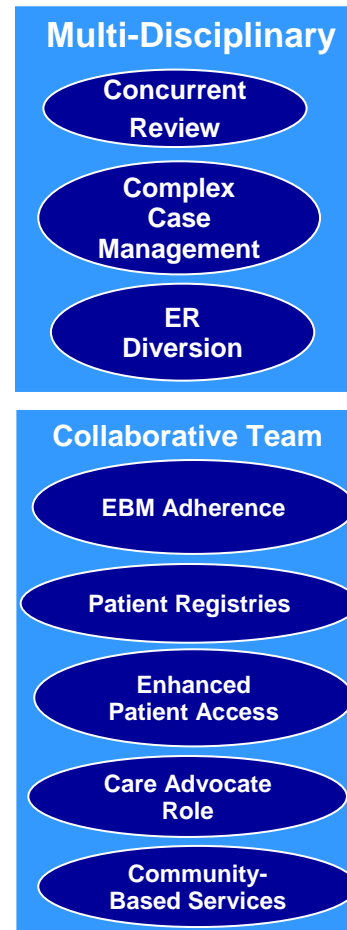 Multi-Disciplinary
Concurrent
Review
Complex
Case
Management
ER
Diversion
Collaborative Team
EBM Adherence
Patient Registries
Enhanced
Patient Access
Care Advocate
Role
Community-
Based Services